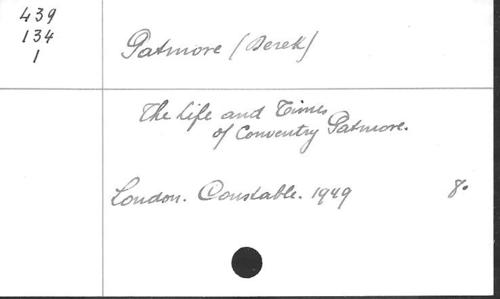 439
134
1
Patmore (Derek)
The Life and Times
of Conventry Patmore.
London. Constable. 1949 8.